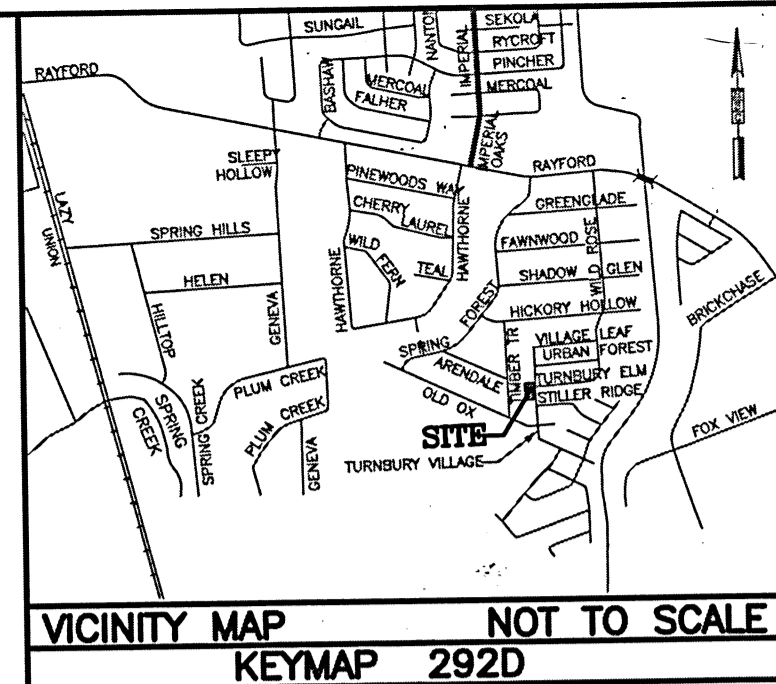 SUNGAIL
NANTON
IMPERIAL
SEKOLA
RYCROFT
PINCHER
MERCOAL
RAYFORD
BASHAW
MERCOAL
FALHER
IMPERIAL
OAKS
SLEEP
HOLLOW
RAYFORD
PINEWOODS WAY
GREENGLADE
CHERRY
LAUREL
HAWTHORNE
WILD ROSE
LAZY
UNION
SPRING HILLS
WILD
FERN
FAWNWOOD
TEAL
SHADOW GLEN
HELEN
HAWTHORNE
FOREST
HICKORY HOLLOW
BRICKCHASE
HILLTOP
GENEVA
SPRING
TIMBER TR
VILLAGE LEAF
URBAN FOREST
ARENDALE
TURNBURY ELM
STILLER RIDGE
PLUM CREEK
OLD OX
SPRING
CREEK
SPRING CREEK
PLUM CREEK
GENEVA
SITE
TURNBURY VILLAGE
FOX VIEW
VICINITY MAP NOT TO SCALE
KEYMAP 292D